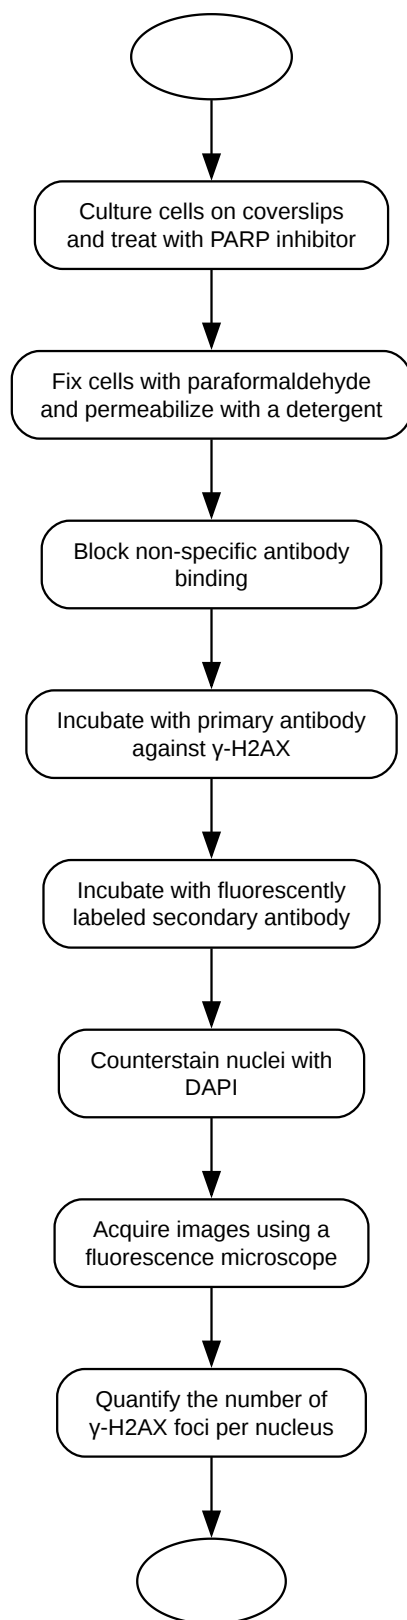 Culture cells on coverslips
and treat with PARP inhibitor
Fix cells with paraformaldehyde
and permeabilize with a detergent
Block non-specific antibody
binding
Incubate with primary antibody
against γ-H2AX
Incubate with fluorescently
labeled secondary antibody
Counterstain nuclei with
DAPI
Acquire images using a
fluorescence microscope
Quantify the number of
γ-H2AX foci per nucleus